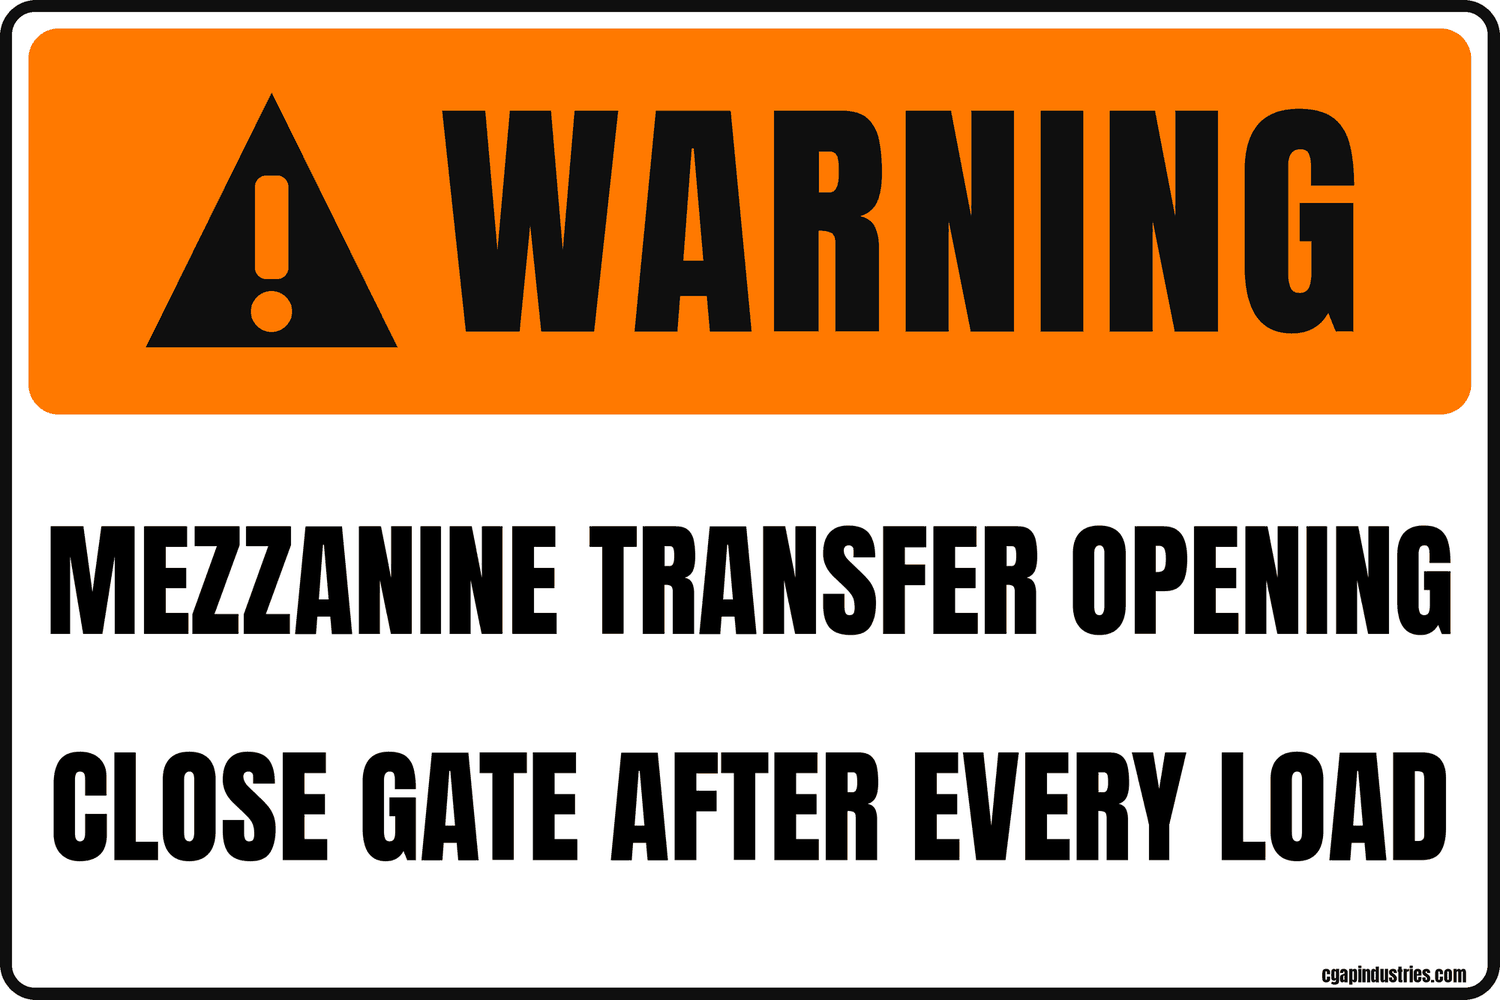 WARNING
MEZZANINE TRANSFER OPENING
CLOSE GATE AFTER EVERY LOAD
cgapindustries.com